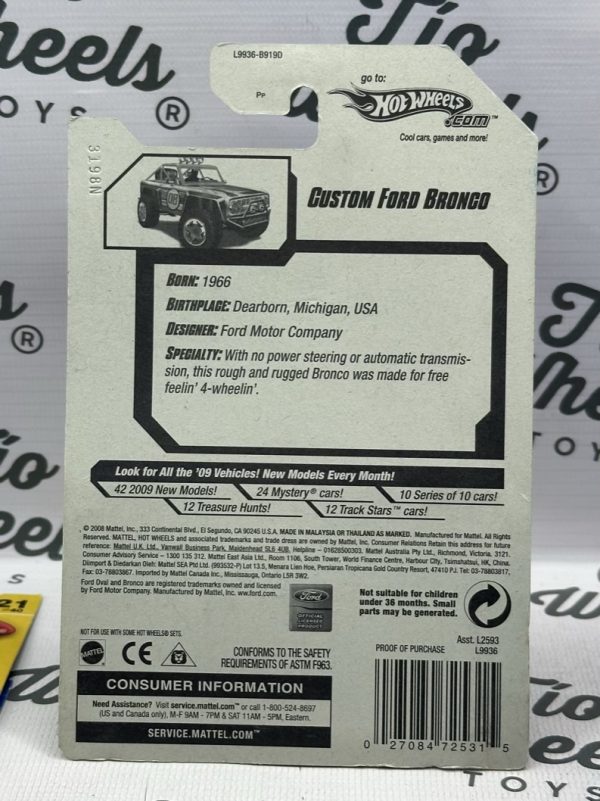 L9936-B919D
Pp
go to:
HOT WHEELS
.COM™
Cool cars, games and more!
3198N
CUSTOM FORD BRONCO
BORN: 1966
BIRTHPLACE: Dearborn, Michigan, USA
DESIGNER: Ford Motor Company
SPECIALTY: With no power steering or automatic transmis-
sion, this rough and rugged Bronco was made for free
feelin' 4-wheelin'.
Look for All the '09 Vehicles! New Models Every Month!
42 2009 New Models! 24 Mystery® cars! 10 Series of 10 cars!
12 Treasure Hunts! 12 Track Stars™ cars!
© 2008 Mattel, Inc., 333 Continental Blvd., El Segundo, CA 90245 U.S.A. MADE IN MALAYSIA OR THAILAND AS MARKED. Manufactured for Mattel. All Rights
Reserved. MATTEL, HOT WHEELS and associated trademarks and trade dress are owned by Mattel, Inc. Consumer Relations Retain this address for future
reference: Mattel U.K. Ltd., Vanwall Business Park, Maidenhead SL6 4UB. Helpline – 01628500303. Mattel Australia Pty Ltd., Richmond, Victoria. 3121.
Consumer Advisory Service – 1300 135 312. Mattel East Asia Ltd., Room 1106, South Tower, World Finance Centre, Harbour City, Tsimshatsui, HK, China.
Diimport & Diedarkan Oleh: Mattel SEA Ptd Ltd. (993532-P) Lot 13.5, Menara Lien Hoe, Persiaran Tropicana Golf Country Resort, 47410 PJ. Tel: 03-78803817,
Fax: 03-78803867. Imported by Mattel Canada Inc., Mississauga, Ontario L5R 3W2.
Ford Oval and Bronco are registered trademarks owned and licensed
by Ford Motor Company. Manufactured by Mattel, Inc. ww.ford.com.
Ford
OFFICIAL
LICENSED
PRODUCT
Not suitable for children
under 36 months. Small
parts may be generated.
NOT FOR USE WITH SOME HOT WHEELS® SETS.
MATTEL
CE
CONFORMS TO THE SAFETY
REQUIREMENTS OF ASTM F963.
Asst. L2593
PROOF OF PURCHASE L9936
CONSUMER INFORMATION
Need Assistance? Visit service.mattel.com™ or call 1-800-524-8697
(US and Canada only), M-F 9AM - 7PM & SAT 11AM - 5PM, Eastern.
SERVICE.MATTEL.COM™
0 27084 72531 5
Tío
Wheels
TOYS ®
21